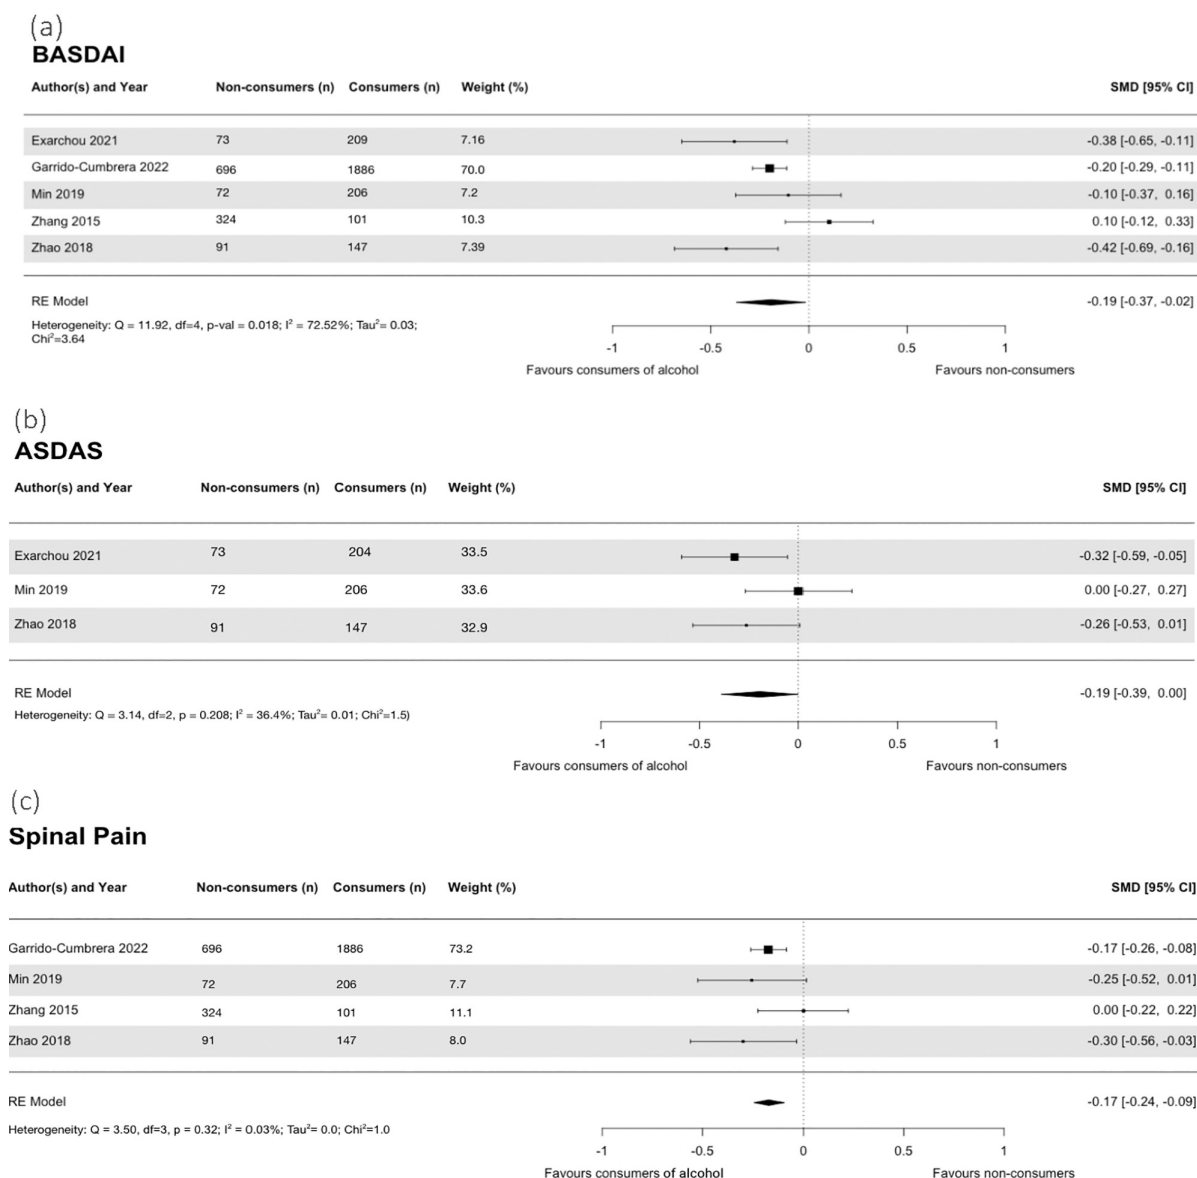 (a)
BASDAI
Author(s) and Year Non-consumers (n) Consumers (n) Weight (%) SMD [95% CI]
Exarchou 2021 73 209 7.16 -0.38 [-0.65, -0.11]
Garrido-Cumbrera 2022 696 1886 70.0 -0.20 [-0.29, -0.11]
Min 2019 72 206 7.2 -0.10 [-0.37, 0.16]
Zhang 2015 324 101 10.3 0.10 [-0.12, 0.33]
Zhao 2018 91 147 7.39 -0.42 [-0.69, -0.16]
RE Model -0.19 [-0.37, -0.02]
Heterogeneity: Q = 11.92, df=4, p-val = 0.018; I² = 72.52%; Tau²= 0.03;
Chi²=3.64
-1 -0.5 0 0.5 1
Favours consumers of alcohol Favours non-consumers
(b)
ASDAS
Author(s) and Year Non-consumers (n) Consumers (n) Weight (%) SMD [95% CI]
Exarchou 2021 73 204 33.5 -0.32 [-0.59, -0.05]
Min 2019 72 206 33.6 0.00 [-0.27, 0.27]
Zhao 2018 91 147 32.9 -0.26 [-0.53, 0.01]
RE Model -0.19 [-0.39, 0.00]
Heterogeneity: Q = 3.14, df=2, p = 0.208; I² = 36.4%; Tau²= 0.01; Chi²=1.5)
-1 -0.5 0 0.5 1
Favours consumers of alcohol Favours non-consumers
(c)
Spinal Pain
Author(s) and Year Non-consumers (n) Consumers (n) Weight (%) SMD [95% CI]
Garrido-Cumbrera 2022 696 1886 73.2 -0.17 [-0.26, -0.08]
Min 2019 72 206 7.7 -0.25 [-0.52, 0.01]
Zhang 2015 324 101 11.1 0.00 [-0.22, 0.22]
Zhao 2018 91 147 8.0 -0.30 [-0.56, -0.03]
RE Model -0.17 [-0.24, -0.09]
Heterogeneity: Q = 3.50, df=3, p = 0.32; I² = 0.03%; Tau²= 0.0; Chi²=1.0
-1 -0.5 0 0.5 1
Favours consumers of alcohol Favours non-consumers